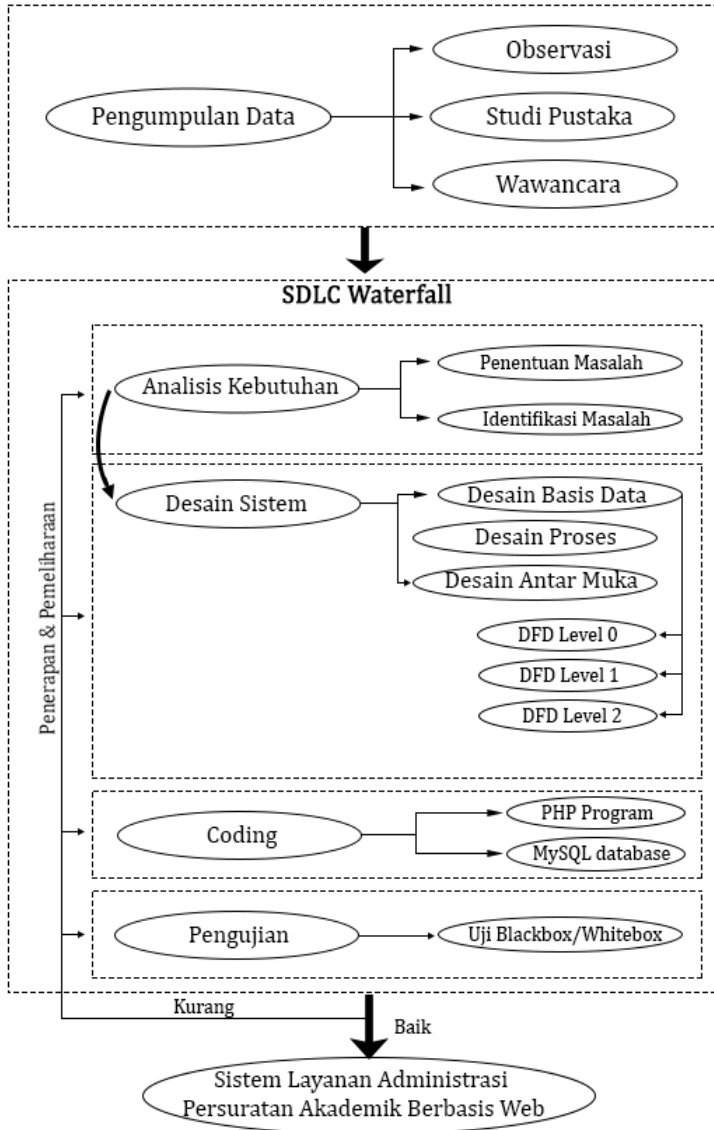 Observasi
Pengumpulan Data
Studi Pustaka
Wawancara
SDLC Waterfall
Penerapan & Pemeliharaan
Analisis Kebutuhan
Penentuan Masalah
Identifikasi Masalah
Desain Sistem
Desain Basis Data
Desain Proses
Desain Antar Muka
DFD Level 0
DFD Level 1
DFD Level 2
Coding
PHP Program
MySQL database
Pengujian
Uji Blackbox/Whitebox
Kurang
Baik
Sistem Layanan Administrasi
Persuratan Akademik Berbasis Web